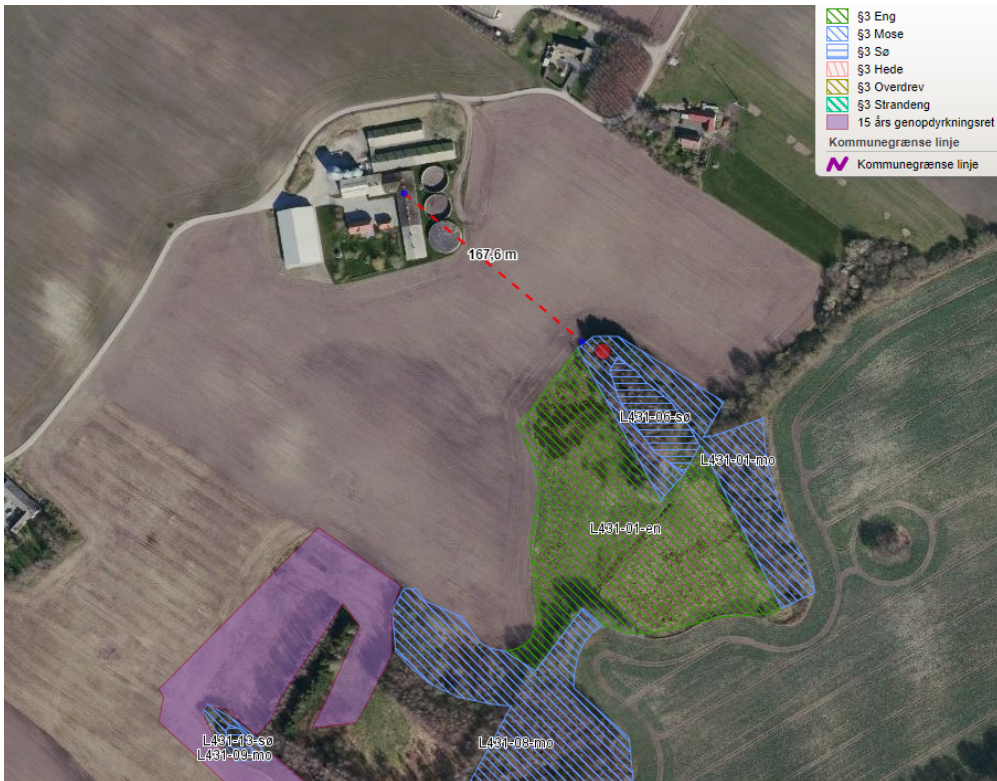 §3 Eng
§3 Mose
§3 Sø
§3 Hede
§3 Overdrev
§3 Strandeng
15 års genopdyrkningsret
Kommunegrænse linje
Kommunegrænse linje
167,6 m
L431-06-sø
L431-01-mo
L431-01-en
L431-13-sø
L431-09-mo
L431-08-mo